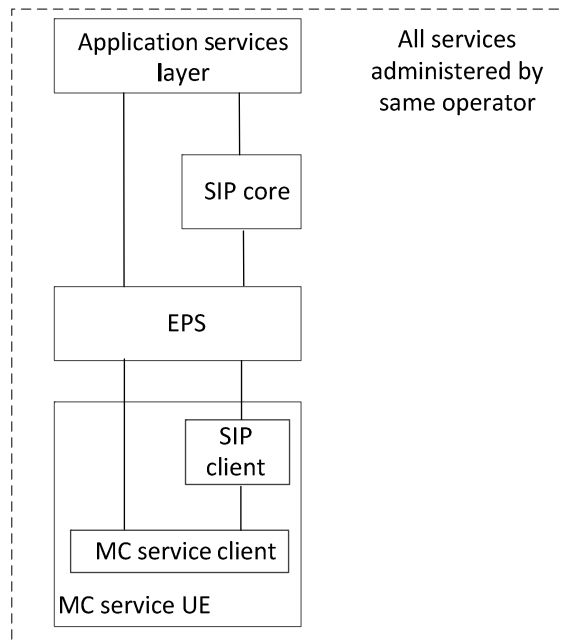 Application services
layer
All services
administered by
same operator
SIP core
EPS
SIP
client
MC service client
MC service UE